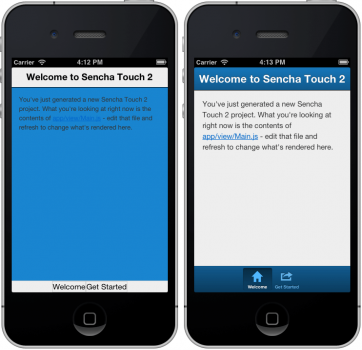 Carrier 4:12 PM
Welcome to Sencha Touch 2
You've just generated a new Sencha
Touch 2 project. What you're looking at
right now is the
contents of app/view/Main.js - edit that file and
refresh to change what's rendered here.
WelcomeGet Started
Carrier 4:13 PM
Welcome to Sencha Touch 2
You've just generated a new Sencha
Touch 2 project. What you're looking at
right now is the contents of
app/view/Main.js - edit that file and
refresh to change what's rendered here.
Welcome Get Started